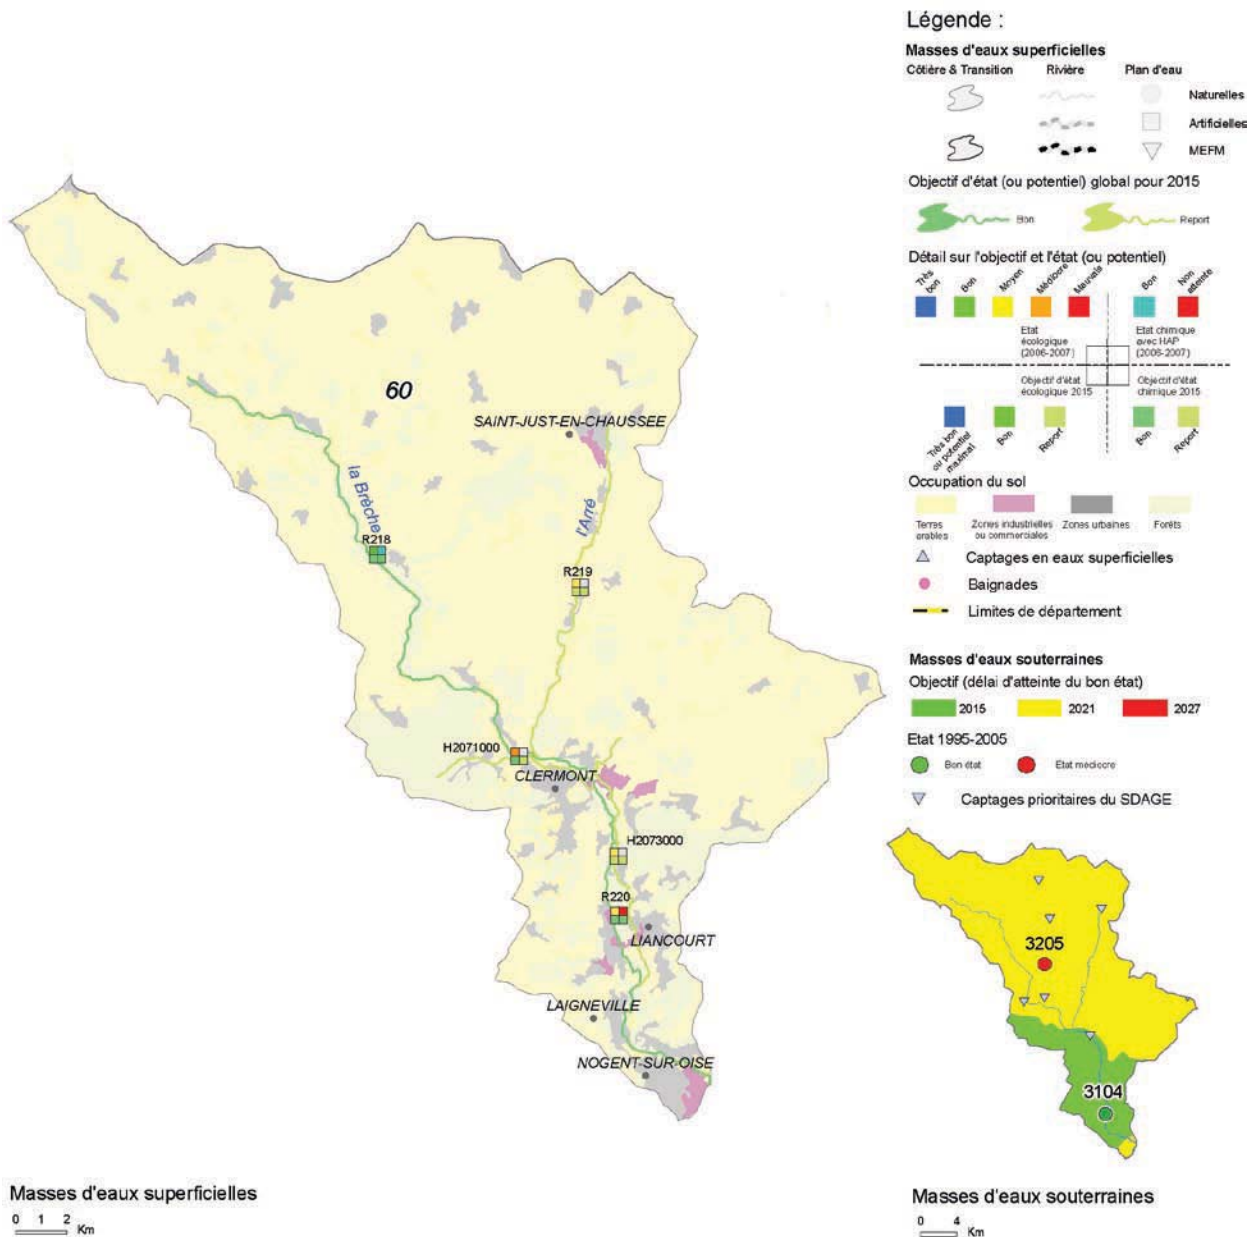 Légende :
Masses d'eaux superficielles
Côtière & Transition Rivière Plan d'eau
Naturelles
Artificielles
MEFM
Objectif d'état (ou potentiel) global pour 2015
Bon Report
Détail sur l'objectif et l'état (ou potentiel)
Très bon Bon Moyen Médiocre Mauvais Bon Non atteinte
Etat écologique (2006-2007)
Etat chimique avec HAP (2006-2007)
Objectif d'état écologique 2015
Objectif d'état chimique 2015
Très bon ou potentiel maximal Bon Report Bon Report
Occupation du sol
Terres arables
Zones industrielles ou commerciales
Zones urbaines
Forêts
Captages en eaux superficielles
Baignades
Limites de département
Masses d'eaux souterraines
Objectif (délai d'atteinte du bon état)
2015 2021 2027
Etat 1995-2005
Bon état Etat médiocre
Captages prioritaires du SDAGE
60
SAINT-JUST-EN-CHAUSSEE
la Brèche
l'Arré
R218
R219
H2071000
CLERMONT
H2073000
R220
LIANCOURT
LAIGNEVILLE
NOGENT-SUR-OISE
3205
3104
Masses d'eaux superficielles
0 1 2
Km
Masses d'eaux souterraines
0 4
Km